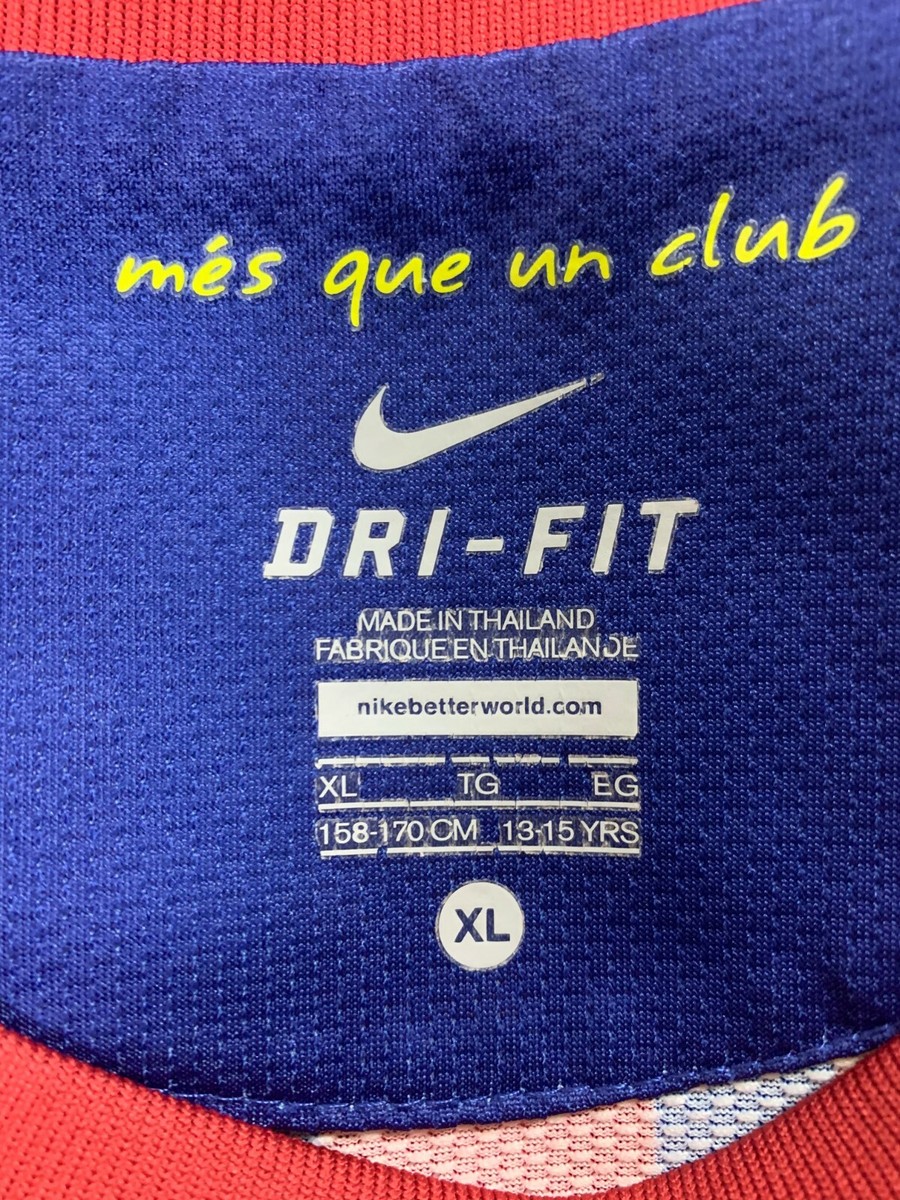 més que un club
DRI-FIT
MADE IN THAILAND
FABRIQUE EN THAILANDE
nikebetterworld.com
XL TG EG
158-170 CM 13-15 YRS
XL